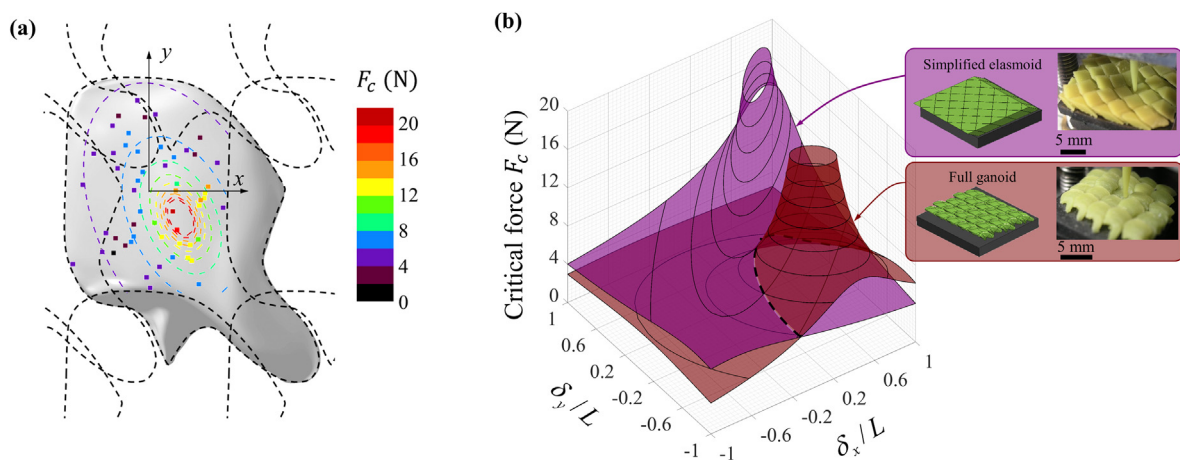 (a)
y
x
F_c (N)
20
16
12
8
4
0
(b)
Critical force F_c (N)
20
16
12
8
4
0
1
0.6
0.2
-0.2
-0.6
-1
δ_y/L
-1
-0.6
-0.2
0.2
0.6
1
δ_x/L
Simplified elasmoid
5 mm
Full ganoid
5 mm